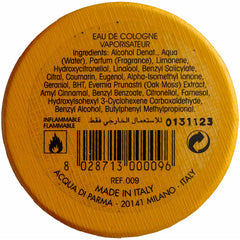 EAU DE COLOGNE
VAPORISATEUR
Ingredients: Alcohol Denat., Aqua
(Water), Parfum (Fragrance), Limonene,
Hydroxycitronellal, Linalool, Benzyl Salicylate,
Citral, Coumarin, Eugenol, Alpha-Isomethyl Ionone,
Geraniol, BHT, Evernia Prunastri (Oak Moss) Extract,
Amyl Cinnamal, Benzyl Alcohol, Citronellol, Farnesol,
Hydroxyisohexyl 3-Cyclohexene Carboxaldehyde,
Benzyl Benzoate, Cinnamyl
Alcohol, Butylphenyl Methylpropional.
INFLAMMABLE
FLAMMABLE
للاستعمال الخارجي فقط
0131123
8 028713 000096
REF. 009
MADE IN ITALY
ACQUA DI PARMA - 20141 MILANO - ITALY